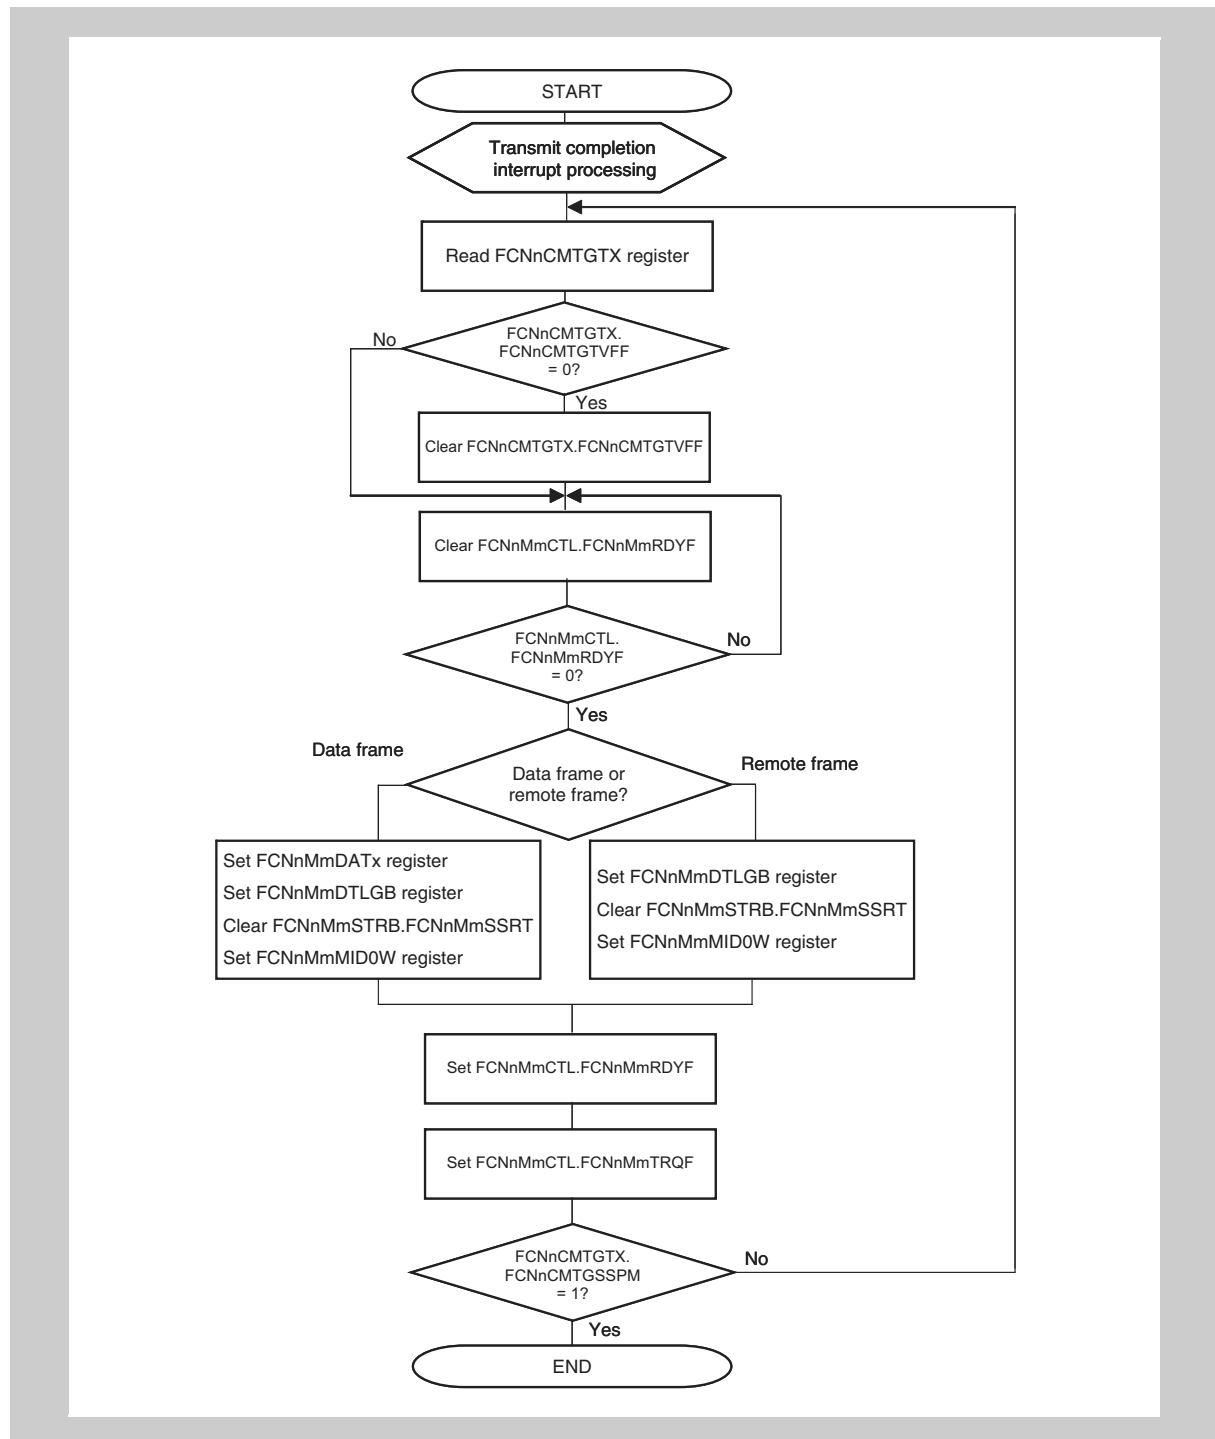 START
Transmit completion
interrupt processing
Read FCNnCMTGTX register
FCNnCMTGTX.
FCNnCMTGTVFF
= 0?
No
Yes
Clear FCNnCMTGTX.FCNnCMTGTVFF
Clear FCNnMmCTL.FCNnMmRDYF
FCNnMmCTL.
FCNnMmRDYF
= 0?
No
Yes
Data frame or
remote frame?
Data frame
Remote frame
Set FCNnMmDATx register
Set FCNnMmDTLGB register
Clear FCNnMmSTRB.FCNnMmSSRT
Set FCNnMmMID0W register
Set FCNnMmDTLGB register
Clear FCNnMmSTRB.FCNnMmSSRT
Set FCNnMmMID0W register
Set FCNnMmCTL.FCNnMmRDYF
Set FCNnMmCTL.FCNnMmTRQF
FCNnCMTGTX.
FCNnCMTGSSPM
= 1?
No
Yes
END